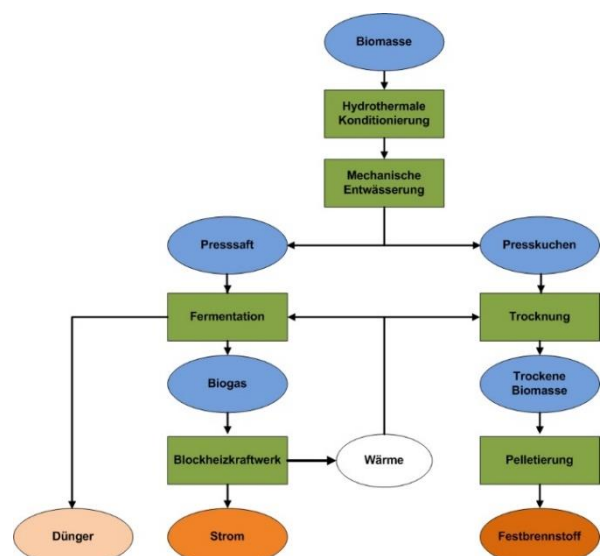 Biomasse
Hydrothermale
Konditionierung
Mechanische
Entwässerung
Presssaft
Presskuchen
Fermentation
Trocknung
Biogas
Trockene
Biomasse
Blockheizkraftwerk
Wärme
Pelletierung
Dünger
Strom
Festbrennstoff